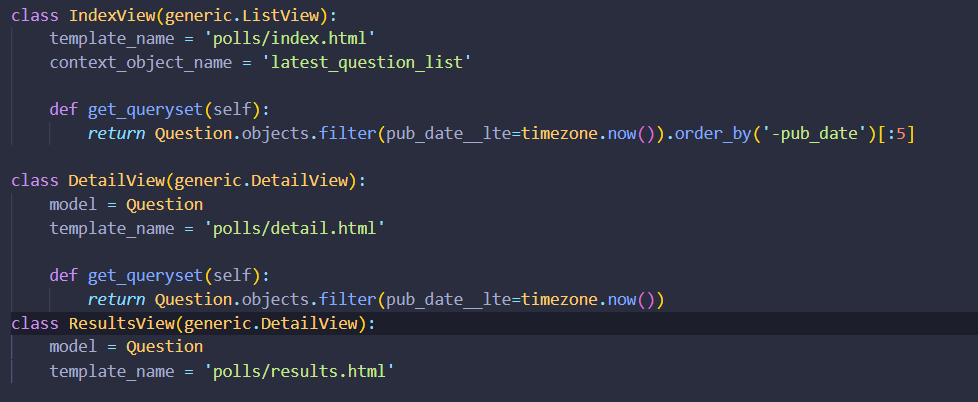 class IndexView(generic.ListView):
    template_name = 'polls/index.html'
    context_object_name = 'latest_question_list'

    def get_queryset(self):
        return Question.objects.filter(pub_date__lte=timezone.now()).order_by('-pub_date')[:5]

class DetailView(generic.DetailView):
    model = Question
    template_name = 'polls/detail.html'

    def get_queryset(self):
        return Question.objects.filter(pub_date__lte=timezone.now())
class ResultsView(generic.DetailView):
    model = Question
    template_name = 'polls/results.html'